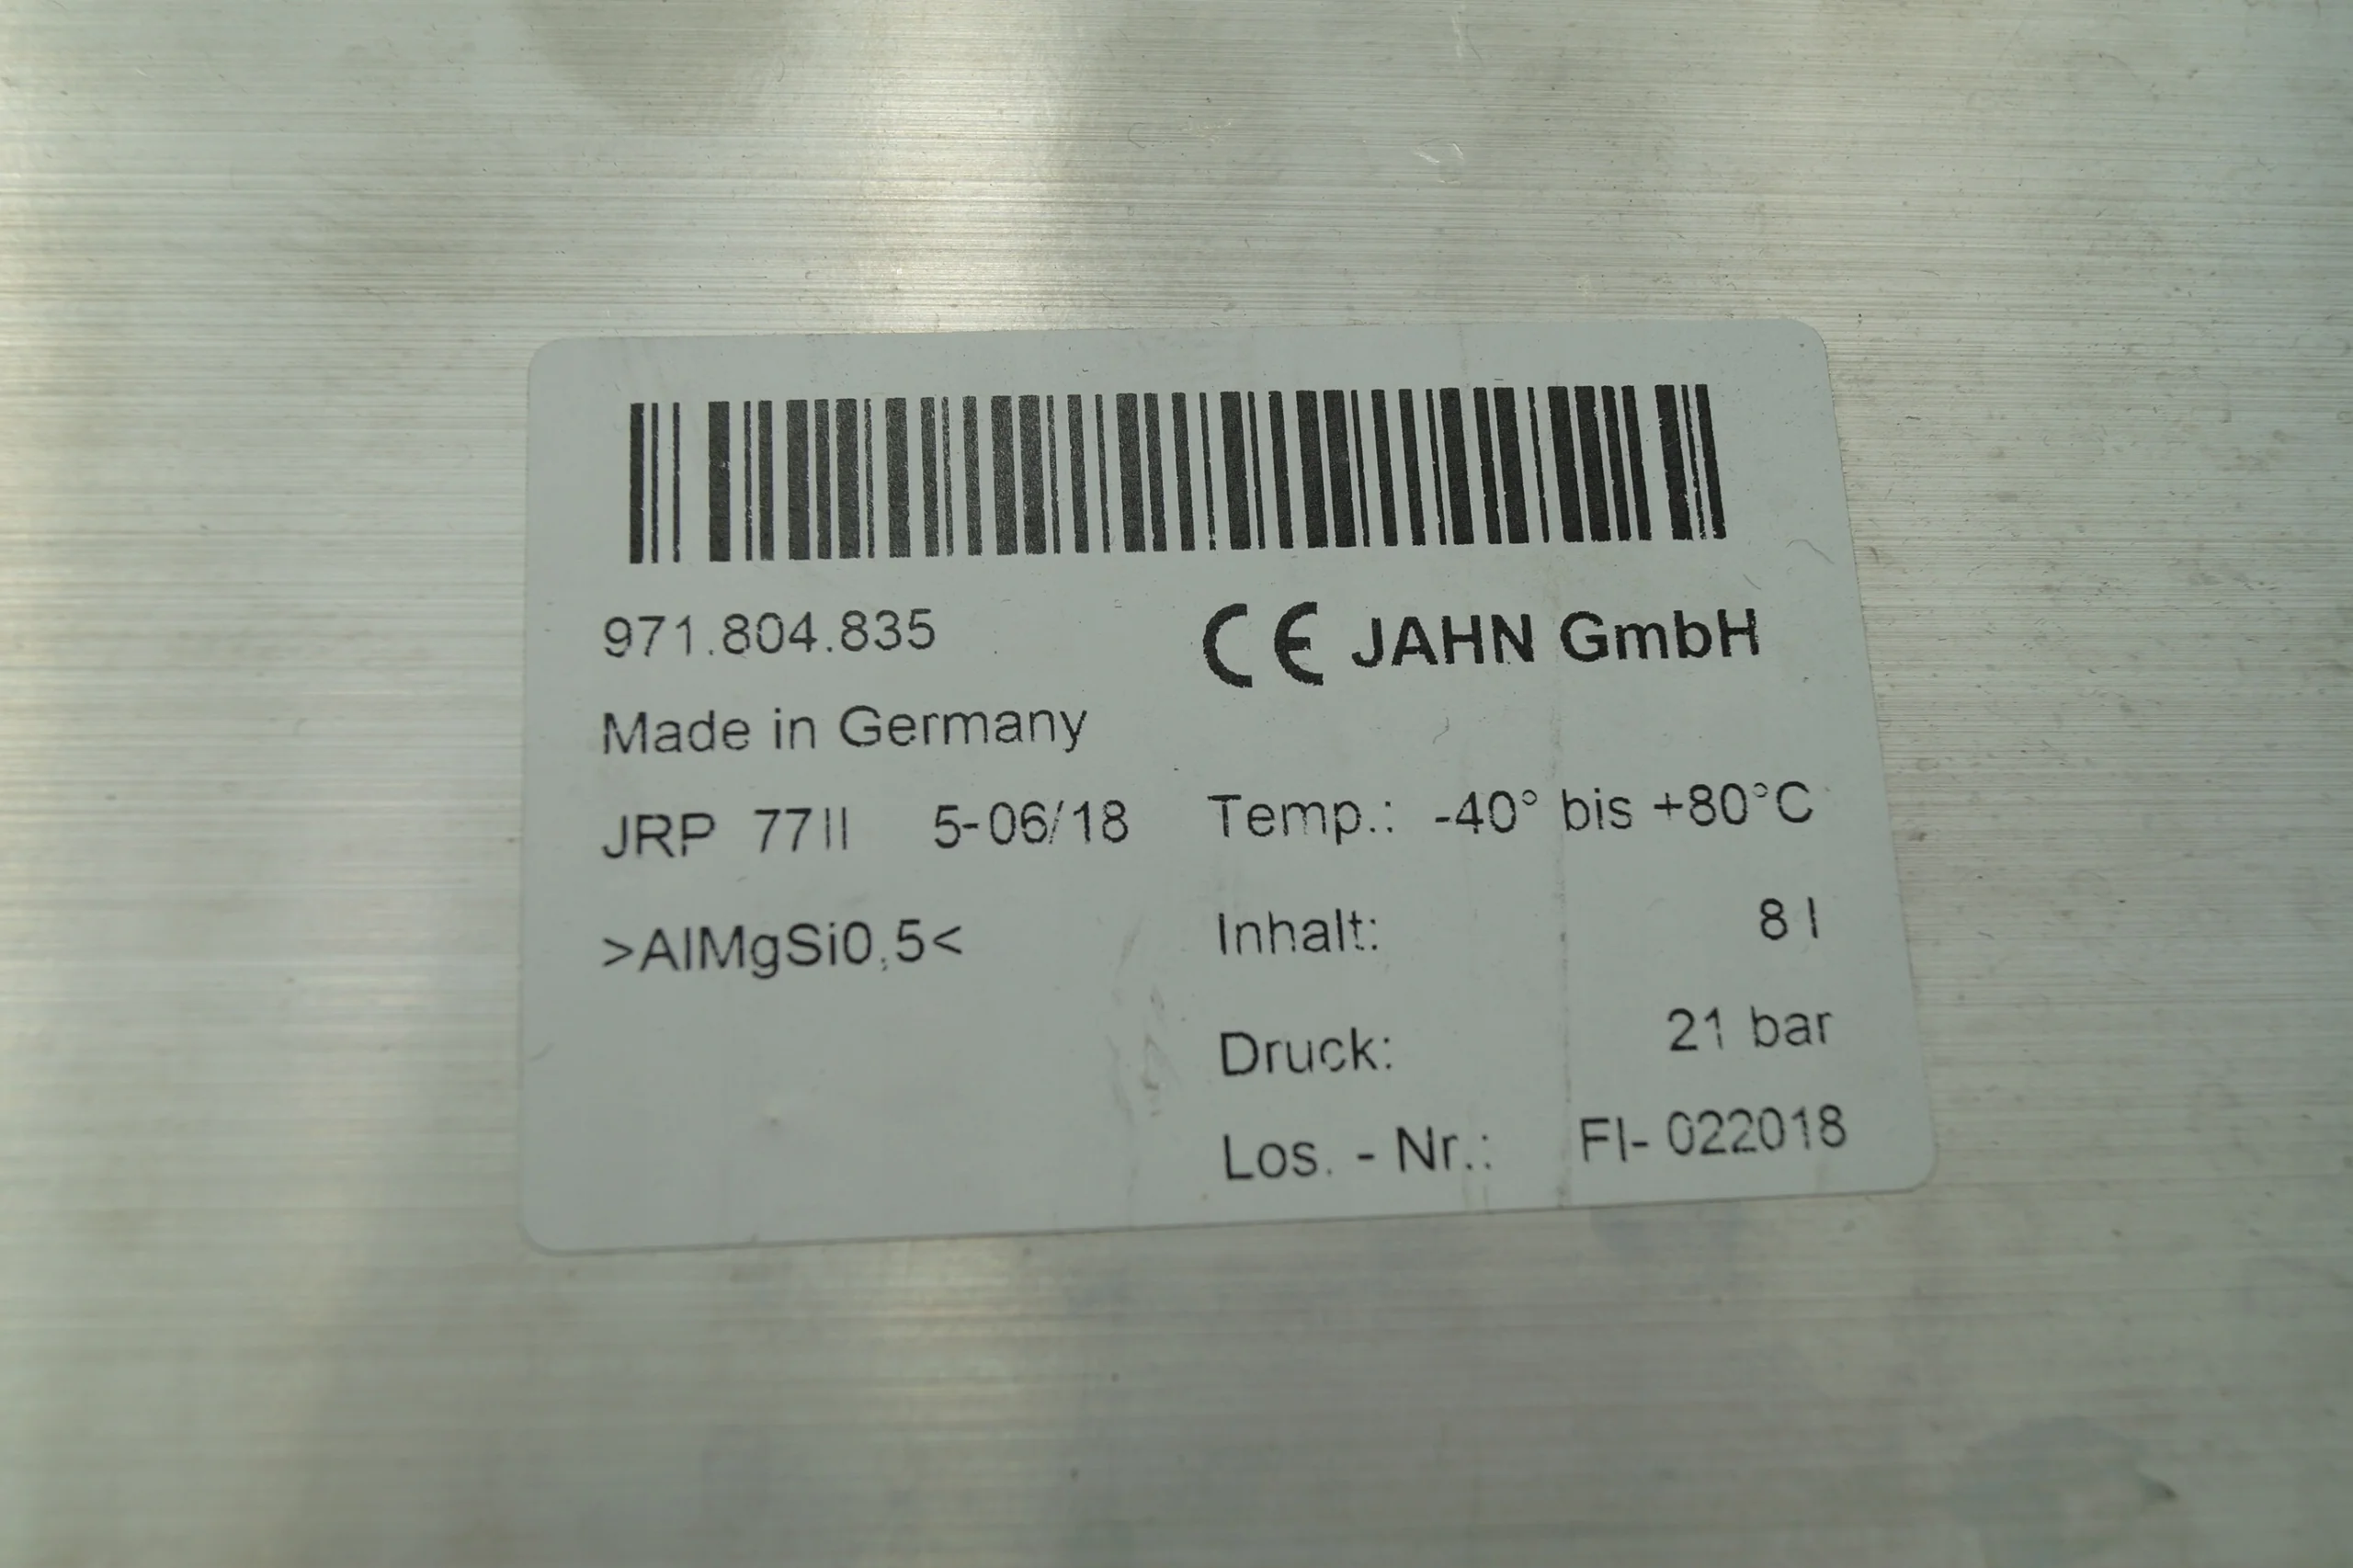 971.804.835
CE JAHN GmbH
Made in Germany
JRP 77II 5-06/18 Temp.: -40° bis +80°C
>AlMgSi0,5< Inhalt: 8 l
Druck: 21 bar
Los. - Nr.: FI- 022018